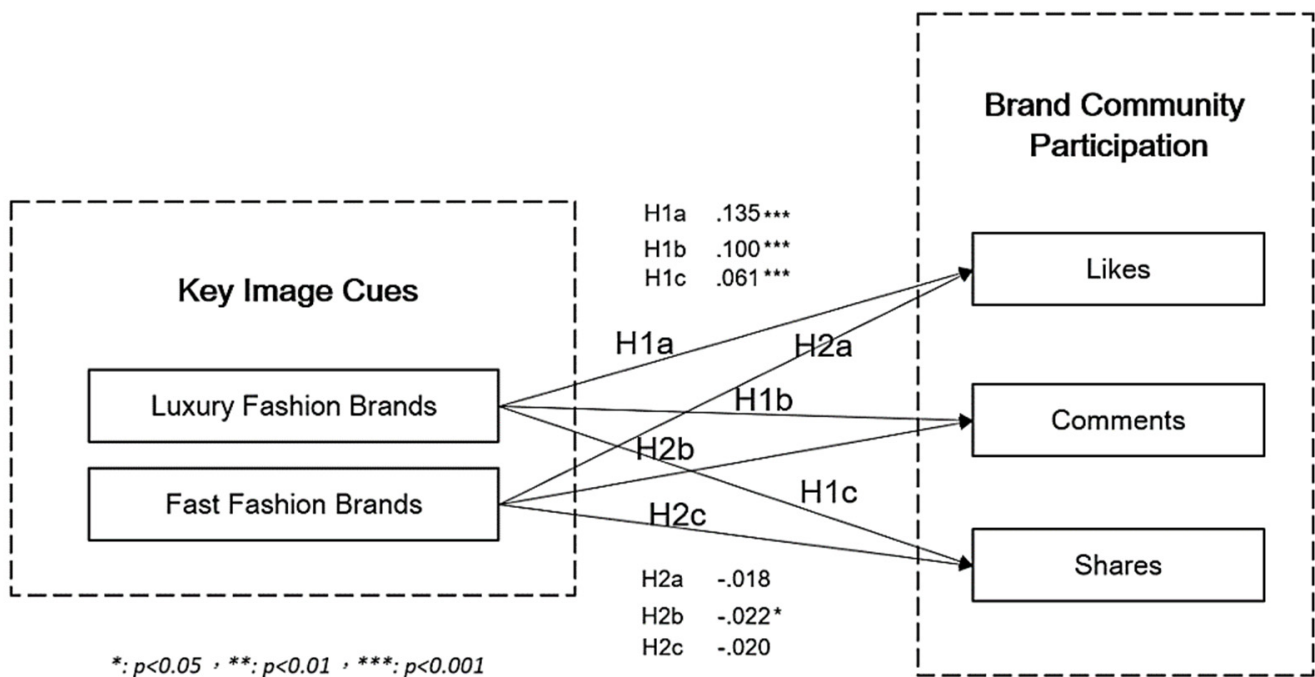 Brand Community
Participation
H1a .135***
H1b .100***
H1c .061***
Key Image Cues
Likes
H1a
H2a
Luxury Fashion Brands
H1b
Comments
H2b
Fast Fashion Brands
H1c
H2c
Shares
H2a -.018
H2b -.022*
H2c -.020
*: p<0.05，**: p<0.01，***: p<0.001